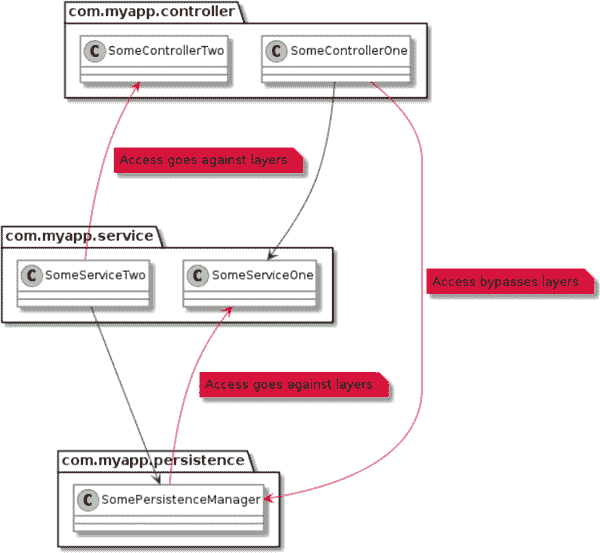 com.myapp.controller
C SomeControllerTwo
C SomeControllerOne
Access goes against layers
com.myapp.service
C SomeServiceTwo
C SomeServiceOne
Access bypasses layers
Access goes against layers
com.myapp.persistence
C SomePersistenceManager